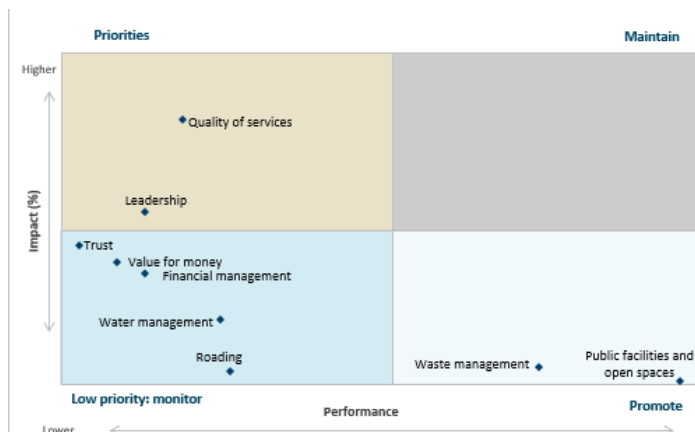 Priorities
Maintain
Higher
Quality of services
Leadership
Impact (%)
Trust
Value for money
Financial management
Water management
Roading
Waste management
Public facilities and
open spaces
Low priority: monitor
Performance
Promote
Lower